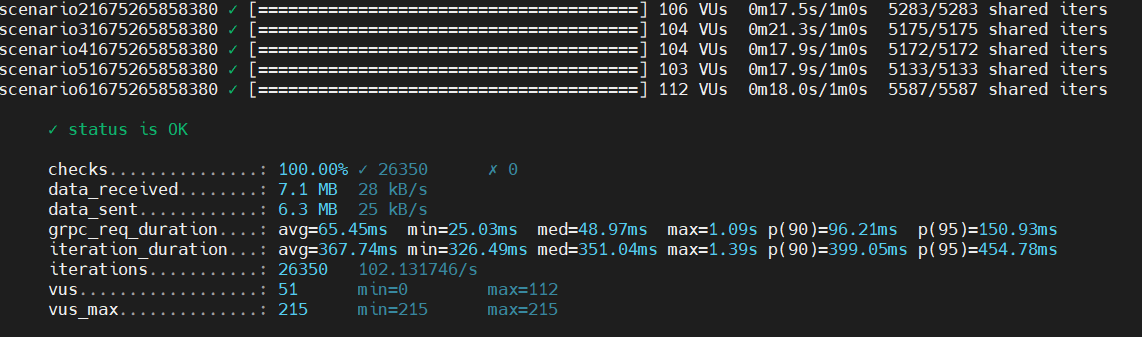 scenario21675265858380 ✓ [======================================] 106 VUs  0m17.5s/1m0s  5283/5283 shared iters
scenario31675265858380 ✓ [======================================] 104 VUs  0m21.3s/1m0s  5175/5175 shared iters
scenario41675265858380 ✓ [======================================] 104 VUs  0m17.9s/1m0s  5172/5172 shared iters
scenario51675265858380 ✓ [======================================] 103 VUs  0m17.9s/1m0s  5133/5133 shared iters
scenario61675265858380 ✓ [======================================] 112 VUs  0m18.0s/1m0s  5587/5587 shared iters
✓ status is OK
checks...............: 100.00% ✓ 26350      ✗ 0
data_received........: 7.1 MB  28 kB/s
data_sent............: 6.3 MB  25 kB/s
grpc_req_duration....: avg=65.45ms  min=25.03ms  med=48.97ms  max=1.09s p(90)=96.21ms  p(95)=150.93ms
iteration_duration...: avg=367.74ms min=326.49ms med=351.04ms max=1.39s p(90)=399.05ms p(95)=454.78ms
iterations...........: 26350   102.131746/s
vus..................: 51      min=0        max=112
vus_max..............: 215     min=215      max=215